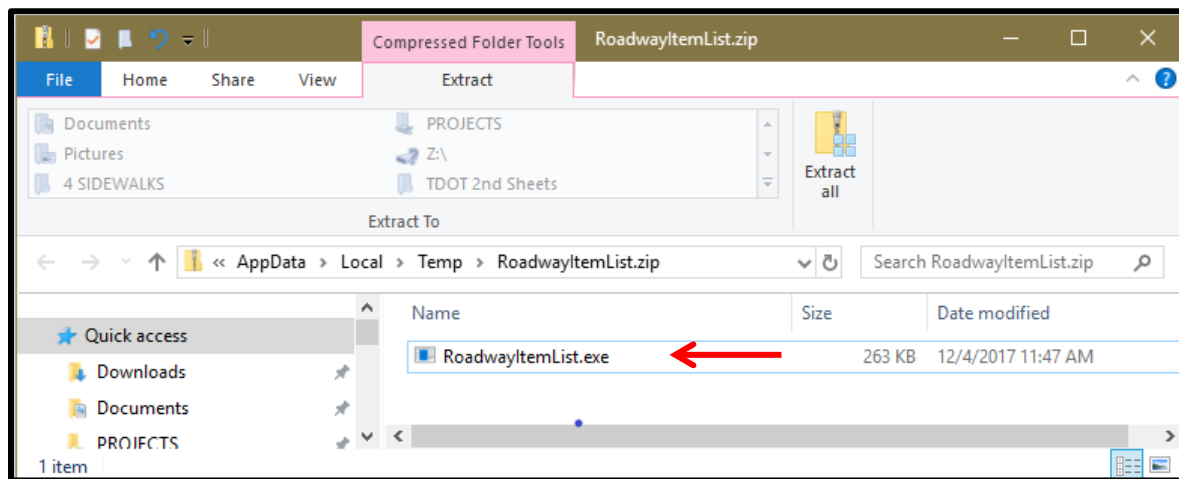 Compressed Folder Tools RoadwayItemList.zip
File Home Share View Extract
Documents PROJECTS
Pictures Z:\
4 SIDEWALKS TDOT 2nd Sheets
Extract all
Extract To
« AppData > Local > Temp > RoadwayItemList.zip Search RoadwayItemList.zip
Name Size Date modified
Quick access
RoadwayItemList.exe 263 KB 12/4/2017 11:47 AM
Downloads
Documents
PROJECTS
1 item